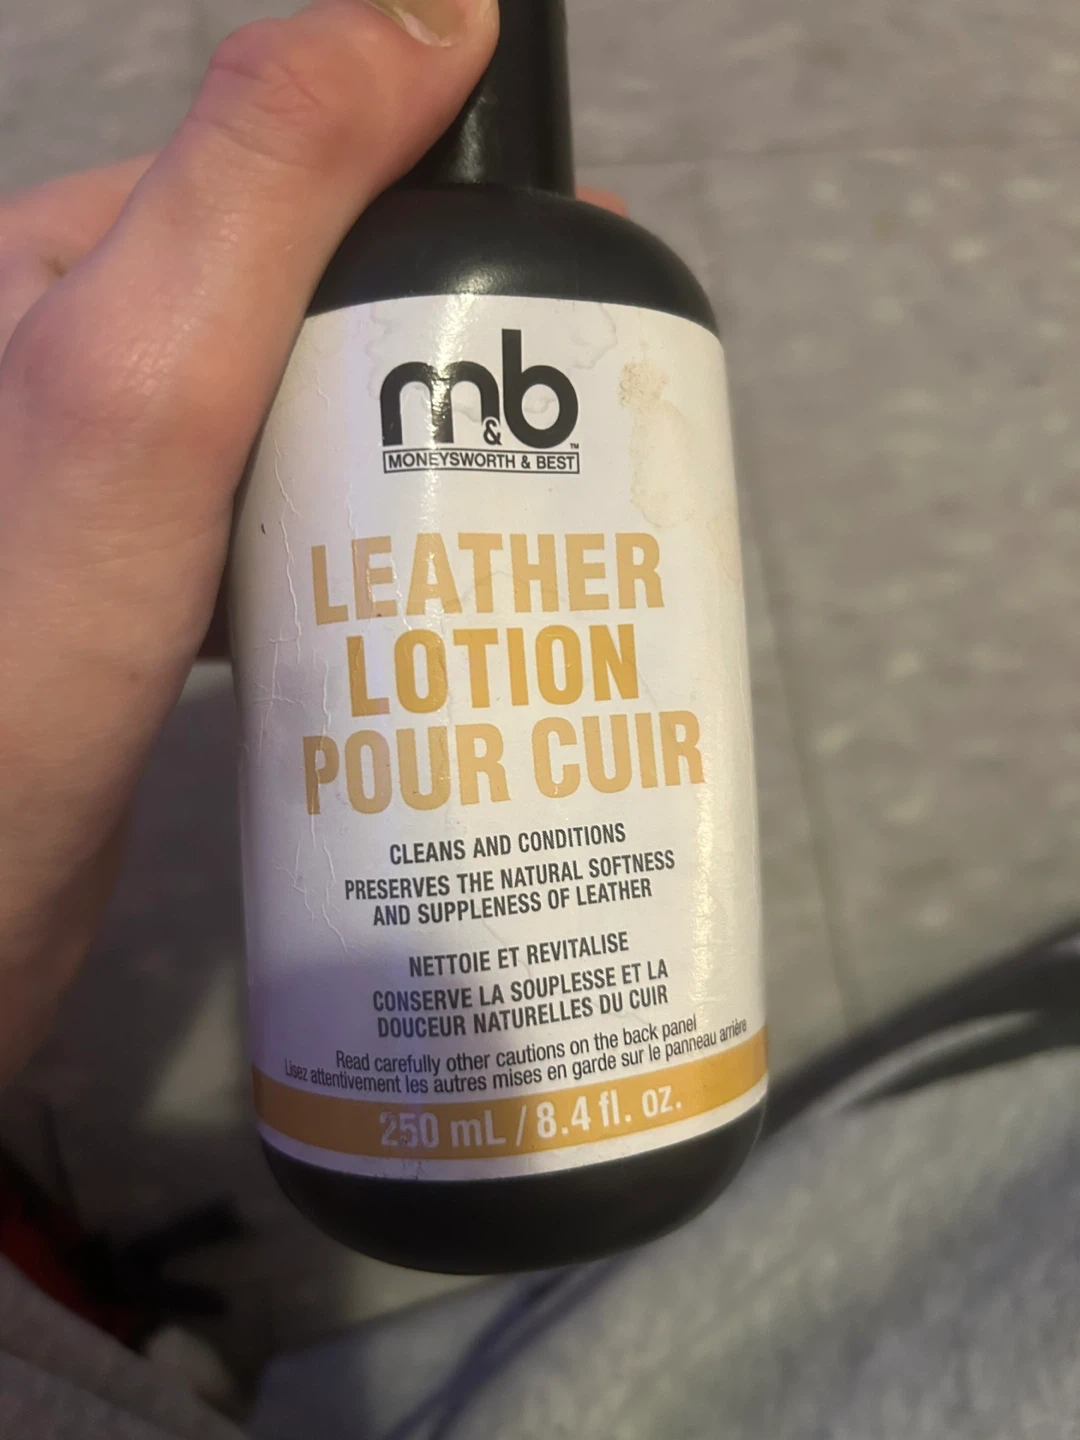 m&b™
MONEYSWORTH & BEST
LEATHER
LOTION
POUR CUIR
CLEANS AND CONDITIONS
PRESERVES THE NATURAL SOFTNESS
AND SUPPLENESS OF LEATHER
NETTOIE ET REVITALISE
CONSERVE LA SOUPLESSE ET LA
DOUCEUR NATURELLES DU CUIR
Read carefully other cautions on the back panel
Lisez attentivement les autres mises en garde sur le panneau arrière
250 mL / 8.4 fl. oz.